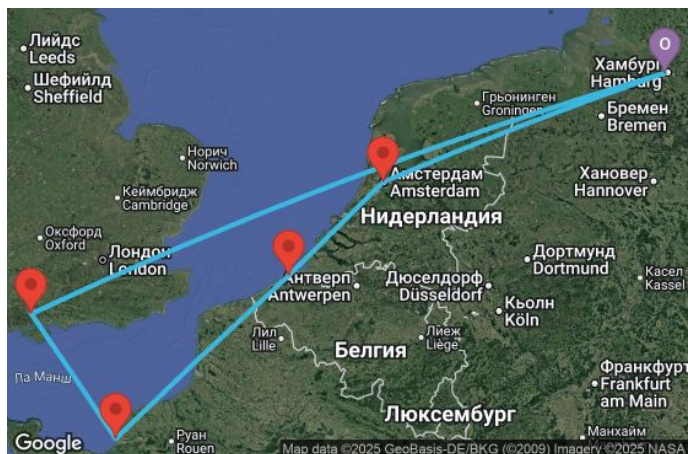 Лийдс
Leeds
Шефийлд
Sheffield
Норич
Norwich
Кеймбридж
Cambridge
Оксфорд
Oxford
Лондон
London
Ла Манш
Руан
Rouen
Лил
Lille
Антверп
Antwerpen
Белгия
Лиеж
Liège
Люксембург
Амстердам
Amsterdam
Нидерландия
Грьонинген
Groningen
O
Хамбург
Hamburg
Бремен
Bremen
Хановер
Hannover
Дортмунд
Dortmund
Дюселдорф
Düsseldorf
Кьолн
Köln
Касел
Kassel
Франкфурт
Frankfurt
am Main
Манхайм
Google
Map data ©2025 GeoBasis-DE/BKG (©2009) Imagery ©2025 NASA